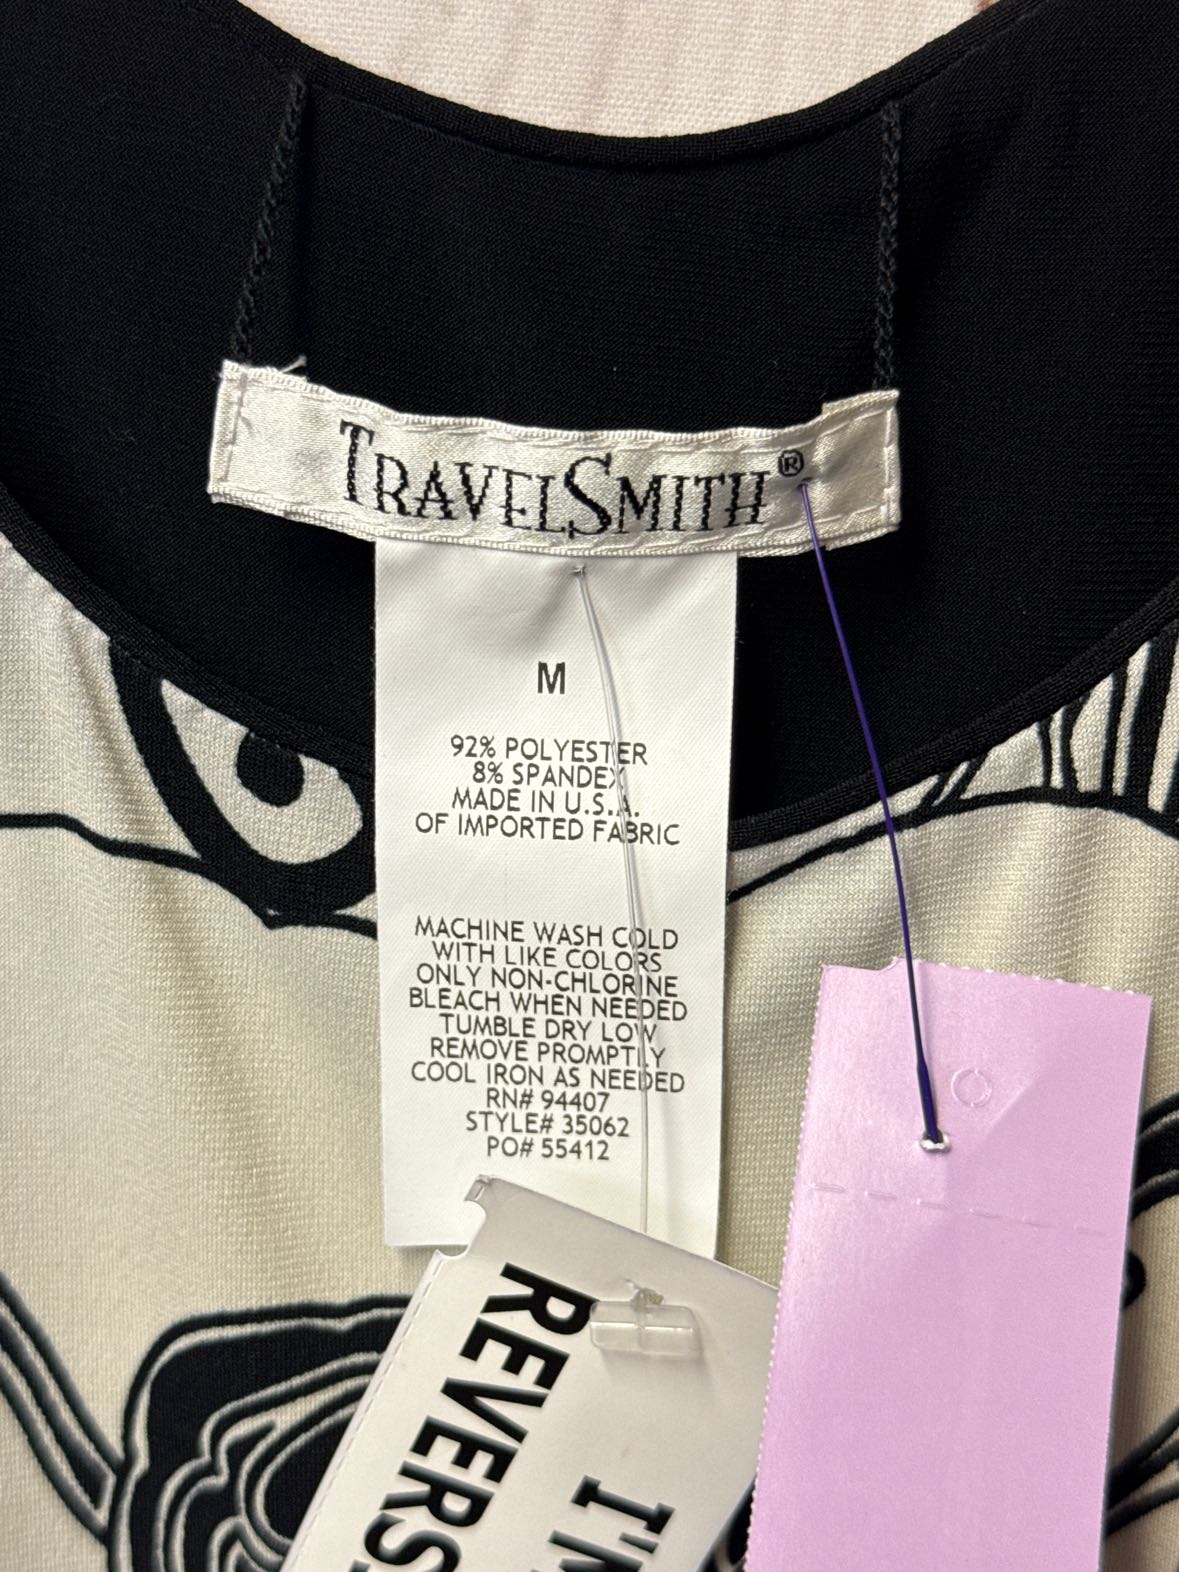 TRAVELSMITH®
M
92% POLYESTER
8% SPANDEX
MADE IN U.S.A.
OF IMPORTED FABRIC
MACHINE WASH COLD
WITH LIKE COLORS
ONLY NON-CHLORINE
BLEACH WHEN NEEDED
TUMBLE DRY LOW
REMOVE PROMPTLY
COOL IRON AS NEEDED
RN# 94407
STYLE# 35062
PO# 55412
I'M
REVERS